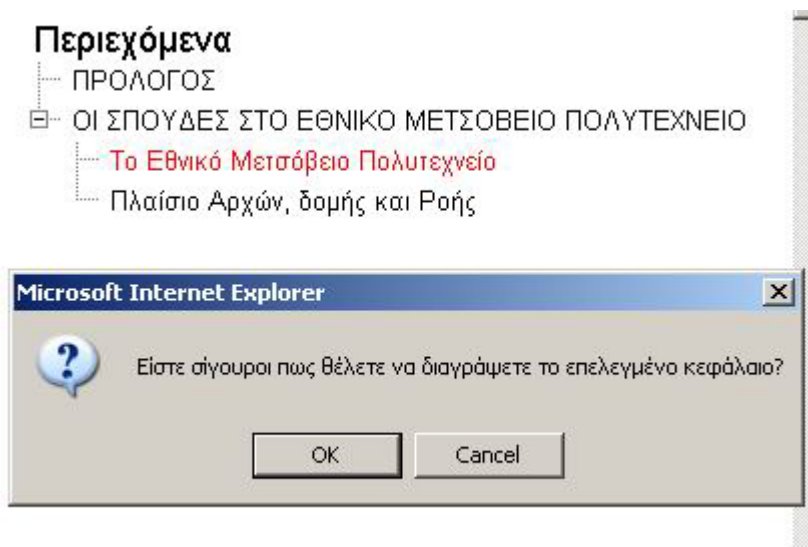 Περιεχόμενα
ΠΡΟΛΟΓΟΣ
ΟΙ ΣΠΟΥΔΕΣ ΣΤΟ ΕΘΝΙΚΟ ΜΕΤΣΟΒΕΙΟ ΠΟΛΥΤΕΧΝΕΙΟ
Το Εθνικό Μετσόβειο Πολυτεχνείο
Πλαίσιο Αρχών, δομής και Ροής
Microsoft Internet Explorer
Είστε σίγουροι πως θέλετε να διαγράψετε το επελεγμένο κεφάλαιο?
OK
Cancel